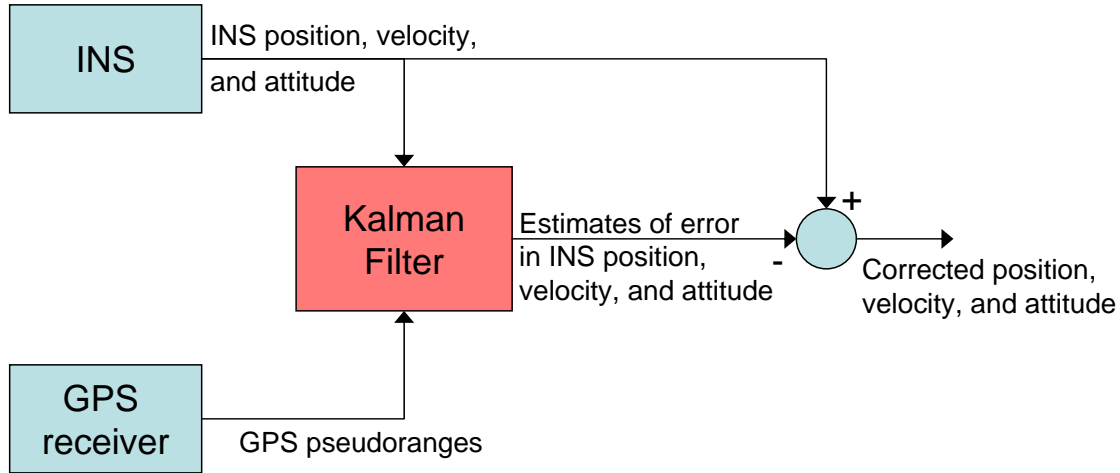 INS
INS position, velocity,
and attitude
Kalman
Filter
Estimates of error
in INS position,
velocity, and attitude
+
-
Corrected position,
velocity, and attitude
GPS
receiver
GPS pseudoranges